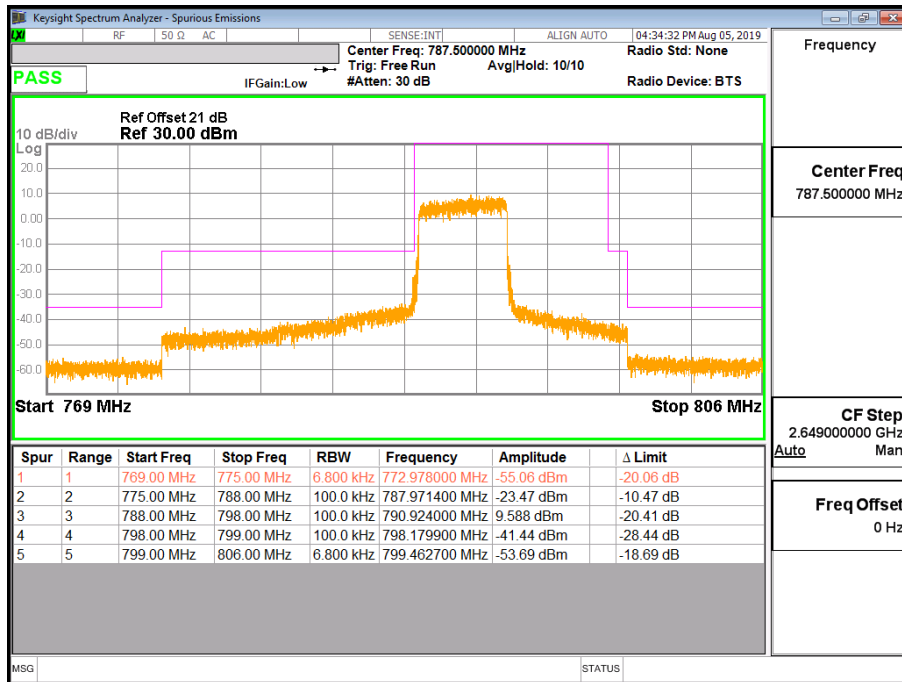 Keysight Spectrum Analyzer - Spurious Emissions
LXI RF 50 Ω AC SENSE:INT ALIGN AUTO 04:34:32 PM Aug 05, 2019
Center Freq: 787.500000 MHz Radio Std: None
Trig: Free Run Avg|Hold: 10/10
PASS IFGain:Low #Atten: 30 dB Radio Device: BTS
Ref Offset 21 dB
10 dB/div Ref 30.00 dBm
Log
20.0
10.0
0.00
-10.0
-20.0
-30.0
-40.0
-50.0
-60.0
Start 769 MHz Stop 806 MHz
Spur Range Start Freq Stop Freq RBW Frequency Amplitude Δ Limit
1 1 769.00 MHz 775.00 MHz 6.800 kHz 772.978000 MHz -55.06 dBm -20.06 dB
2 2 775.00 MHz 788.00 MHz 100.0 kHz 787.971400 MHz -23.47 dBm -10.47 dB
3 3 788.00 MHz 798.00 MHz 100.0 kHz 790.924000 MHz 9.588 dBm -20.41 dB
4 4 798.00 MHz 799.00 MHz 100.0 kHz 798.179900 MHz -41.44 dBm -28.44 dB
5 5 799.00 MHz 806.00 MHz 6.800 kHz 799.462700 MHz -53.69 dBm -18.69 dB
MSG STATUS
Frequency
Center Freq
787.500000 MHz
CF Step
2.649000000 GHz
Auto Man
Freq Offset
0 Hz